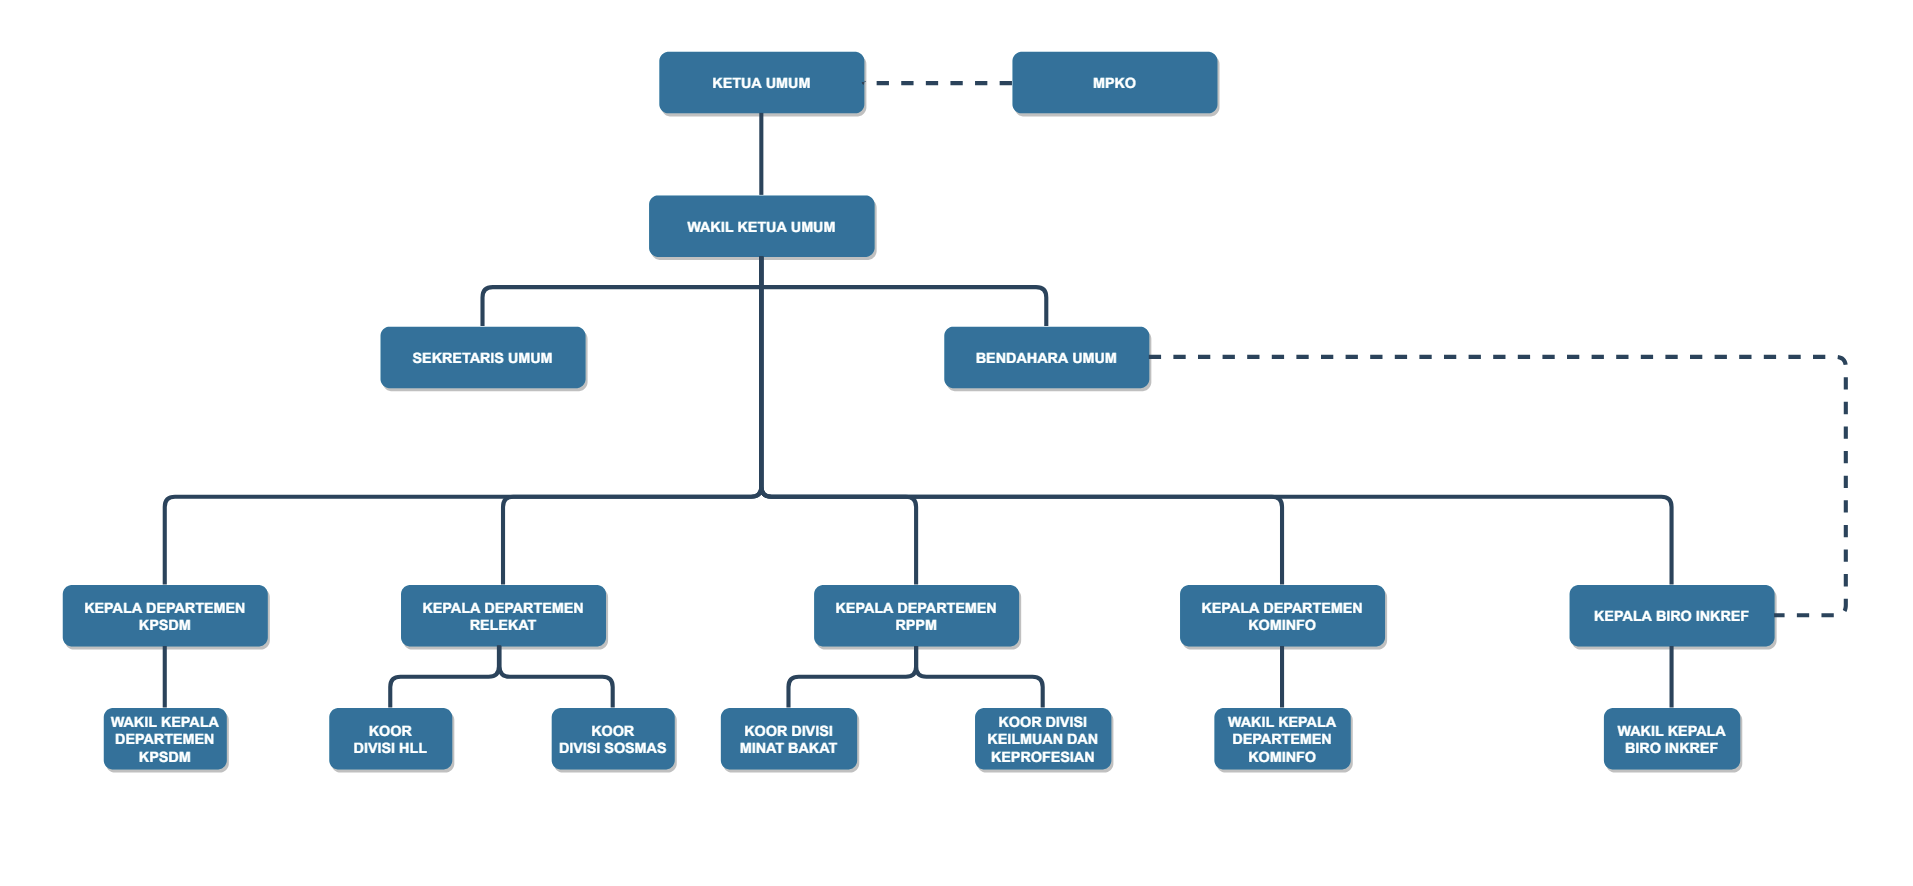 KETUA UMUM
MPKO
WAKIL KETUA UMUM
SEKRETARIS UMUM
BENDAHARA UMUM
KEPALA DEPARTEMEN
KPSDM
KEPALA DEPARTEMEN
RELEKAT
KEPALA DEPARTEMEN
RPPM
KEPALA DEPARTEMEN
KOMINFO
KEPALA BIRO INKREF
WAKIL KEPALA
DEPARTEMEN
KPSDM
KOOR
DIVISI HLL
KOOR
DIVISI SOSMAS
KOOR DIVISI
MINAT BAKAT
KOOR DIVISI
KEILMUAN DAN
KEPROFESIAN
WAKIL KEPALA
DEPARTEMEN
KOMINFO
WAKIL KEPALA
BIRO INKREF